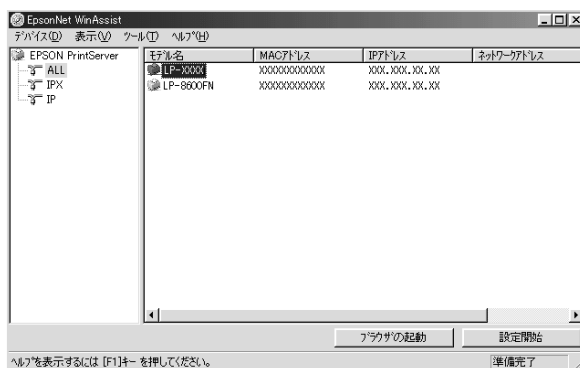 EpsonNet WinAssist
ﾃﾞﾊﾞｲｽ(D) 表示(V) ﾂｰﾙ(T) ﾍﾙﾌﾟ(H)
EPSON PrintServer
ALL
IPX
IP
ﾓﾃﾞﾙ名 MACｱﾄﾞﾚｽ IPｱﾄﾞﾚｽ ﾈｯﾄﾜｰｸｱﾄﾞﾚｽ
LP-XXXX XXXXXXXXXXXX XXX.XXX.XX.XX
LP-8600FN XXXXXXXXXXXX XXX.XXX.XX.XX
ﾌﾞﾗｳｻﾞの起動 設定開始
ﾍﾙﾌﾟを表示するには [F1]ｷｰ を押してください。 準備完了